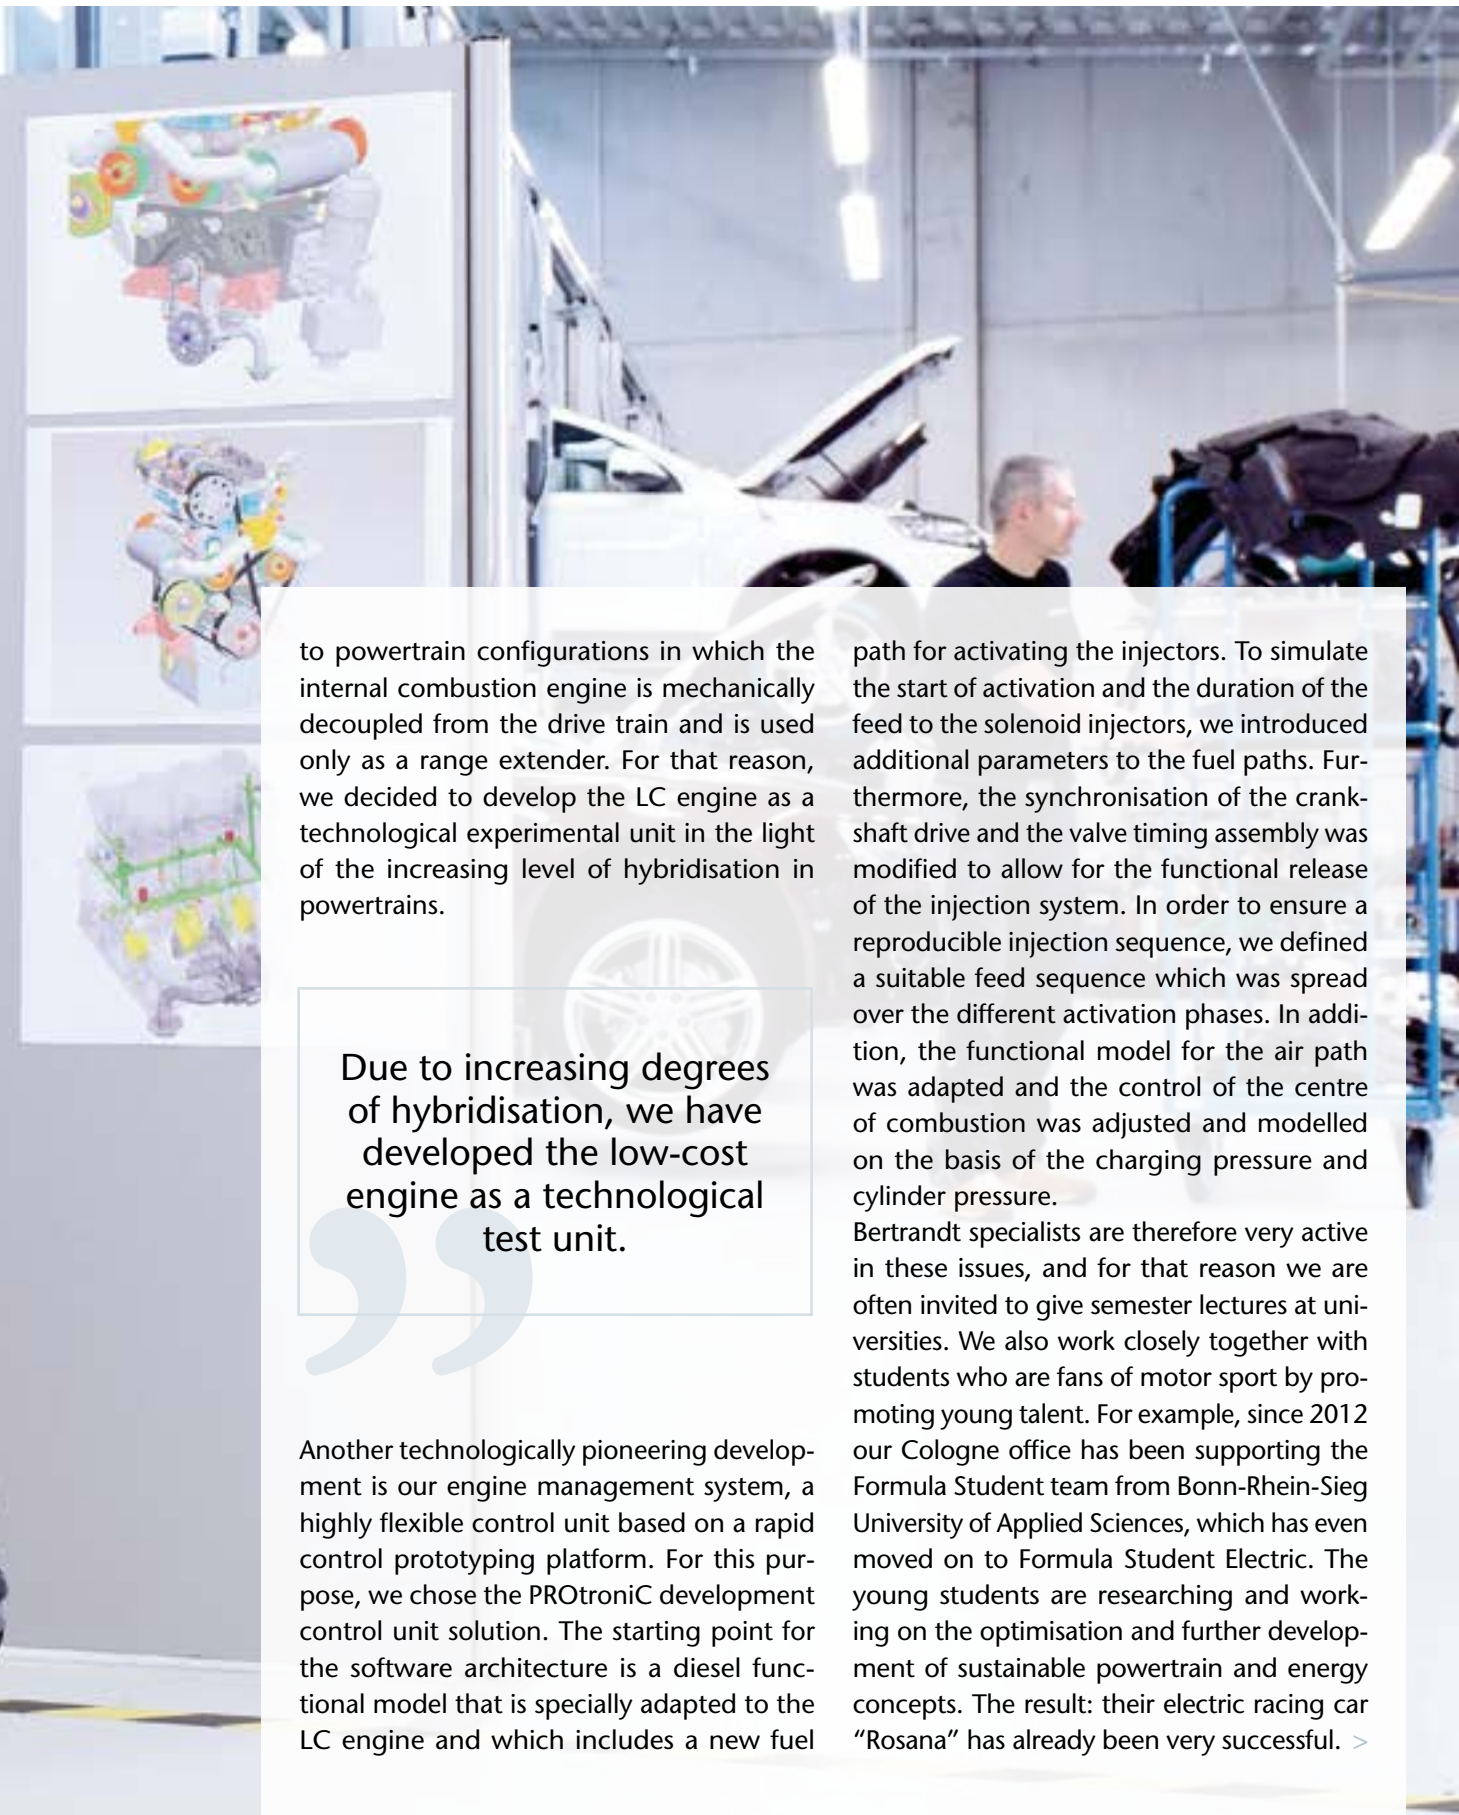 to powertrain configurations in which the
internal combustion engine is mechanically
decoupled from the drive train and is used
only as a range extender. For that reason,
we decided to develop the LC engine as a
technological experimental unit in the light
of the increasing level of hybridisation in
powertrains.
Due to increasing degrees
of hybridisation, we have
developed the low-cost
engine as a technological
test unit.
”
Another technologically pioneering develop-
ment is our engine management system, a
highly flexible control unit based on a rapid
control prototyping platform. For this pur-
pose, we chose the PROtroniC development
control unit solution. The starting point for
the software architecture is a diesel func-
tional model that is specially adapted to the
LC engine and which includes a new fuel
path for activating the injectors. To simulate
the start of activation and the duration of the
feed to the solenoid injectors, we introduced
additional parameters to the fuel paths. Fur-
thermore, the synchronisation of the crank-
shaft drive and the valve timing assembly was
modified to allow for the functional release
of the injection system. In order to ensure a
reproducible injection sequence, we defined
a suitable feed sequence which was spread
over the different activation phases. In addi-
tion, the functional model for the air path
was adapted and the control of the centre
of combustion was adjusted and modelled
on the basis of the charging pressure and
cylinder pressure.
Bertrandt specialists are therefore very active
in these issues, and for that reason we are
often invited to give semester lectures at uni-
versities. We also work closely together with
students who are fans of motor sport by pro-
moting young talent. For example, since 2012
our Cologne office has been supporting the
Formula Student team from Bonn-Rhein-Sieg
University of Applied Sciences, which has even
moved on to Formula Student Electric. The
young students are researching and work-
ing on the optimisation and further develop-
ment of sustainable powertrain and energy
concepts. The result: their electric racing car
“Rosana” has already been very successful. >